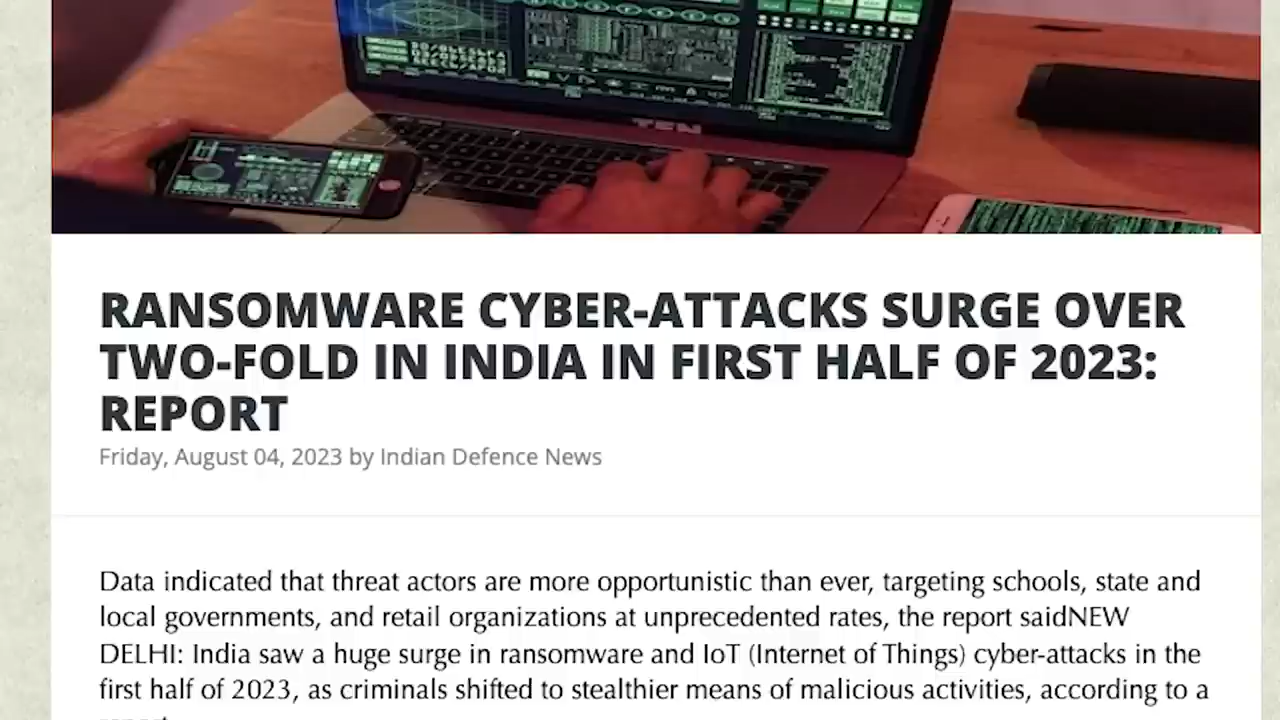 RANSOMWARE CYBER-ATTACKS SURGE OVER
TWO-FOLD IN INDIA IN FIRST HALF OF 2023:
REPORT
Friday, August 04, 2023 by Indian Defence News
Data indicated that threat actors are more opportunistic than ever, targeting schools, state and
local governments, and retail organizations at unprecedented rates, the report saidNEW
DELHI: India saw a huge surge in ransomware and IoT (Internet of Things) cyber-attacks in the
first half of 2023, as criminals shifted to stealthier means of malicious activities, according to a